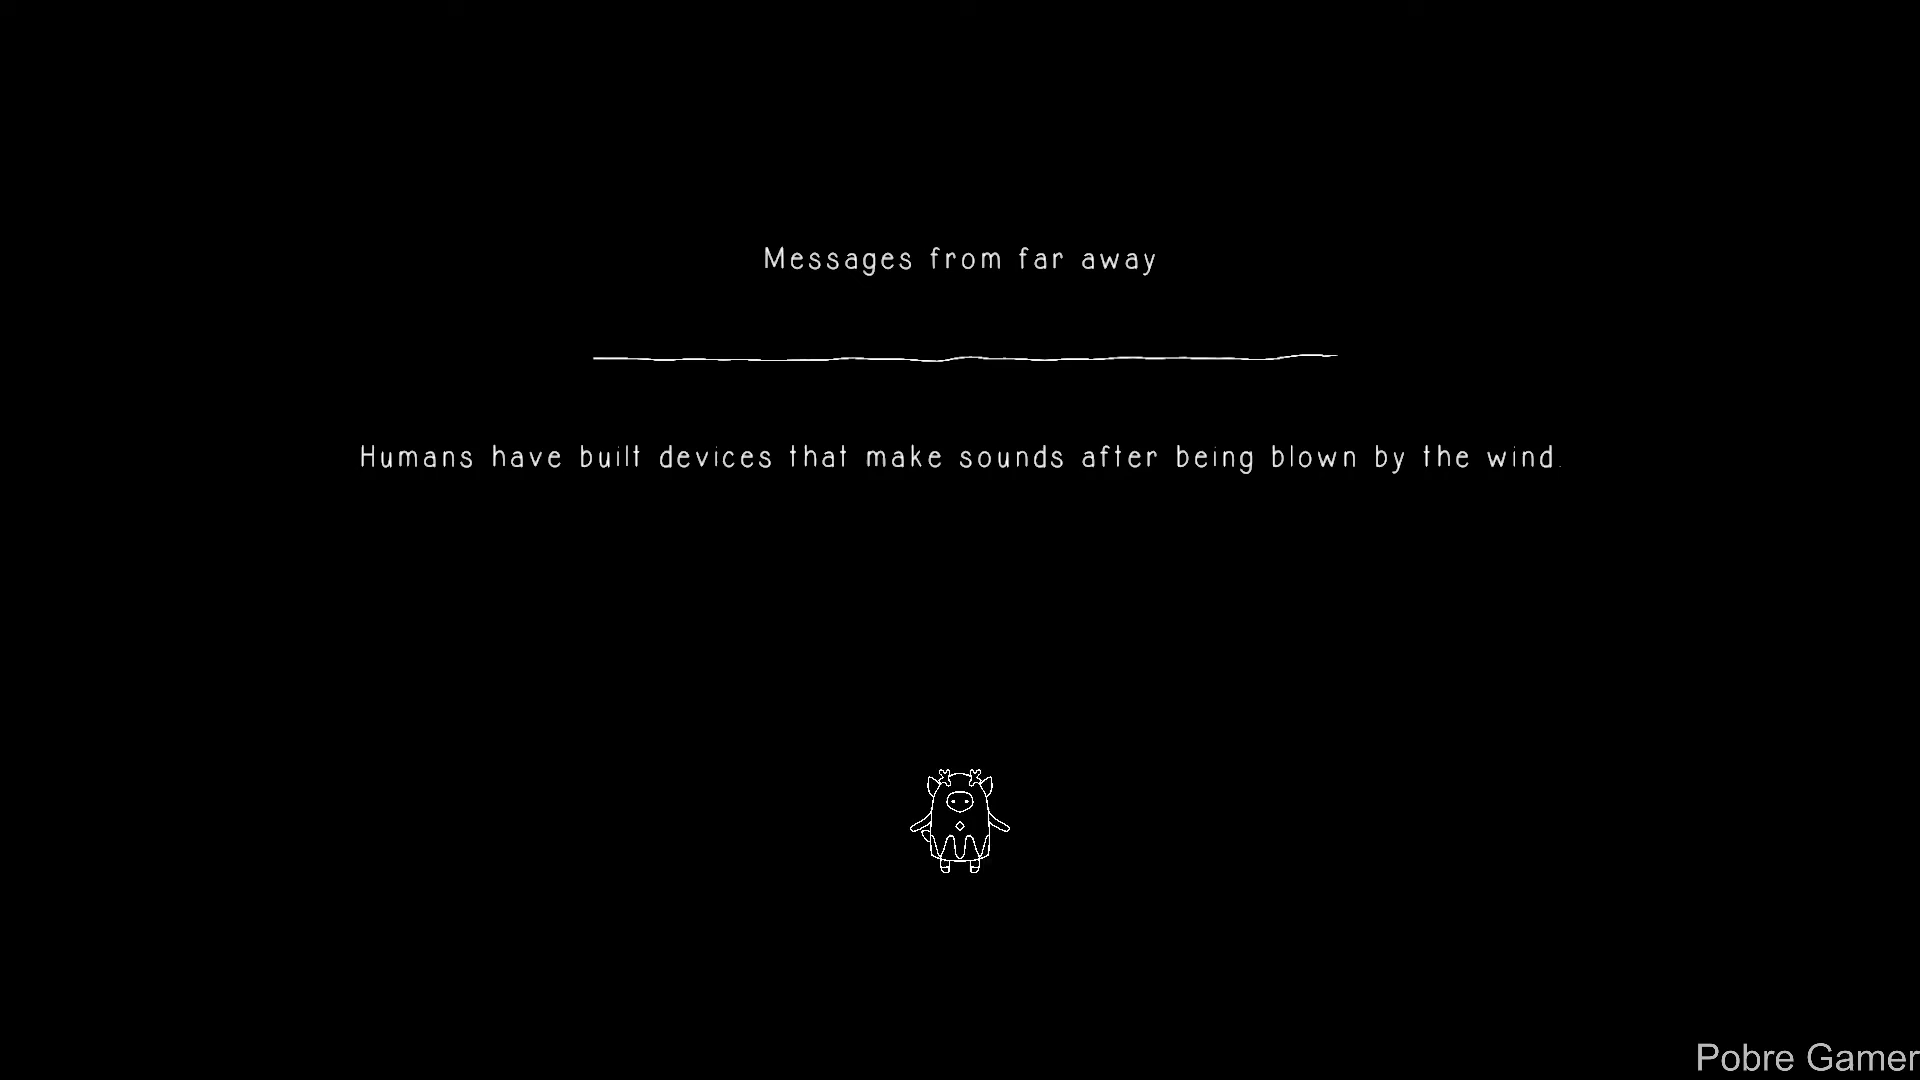 Messages from far away
Humans have built devices that make sounds after being blown by the wind.
Pobre Gamer